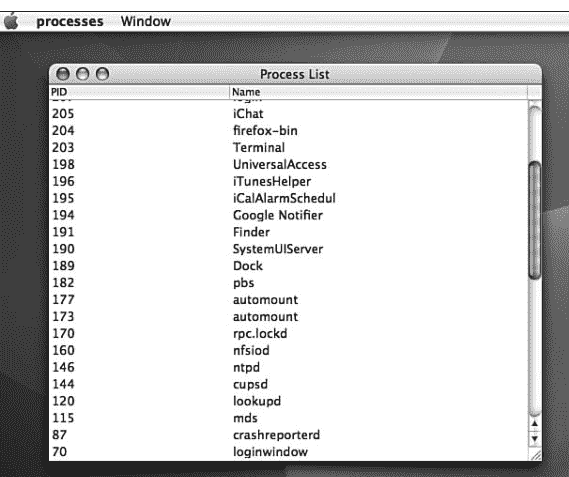 processes Window
Process List
PID Name
205 iChat
204 firefox-bin
203 Terminal
198 UniversalAccess
196 iTunesHelper
195 iCalAlarmSchedul
194 Google Notifier
191 Finder
190 SystemUIServer
189 Dock
182 pbs
177 automount
173 automount
170 rpc.lockd
160 nfsiod
146 ntpd
144 cupsd
120 lookupd
115 mds
87 crashreporterd
70 loginwindow